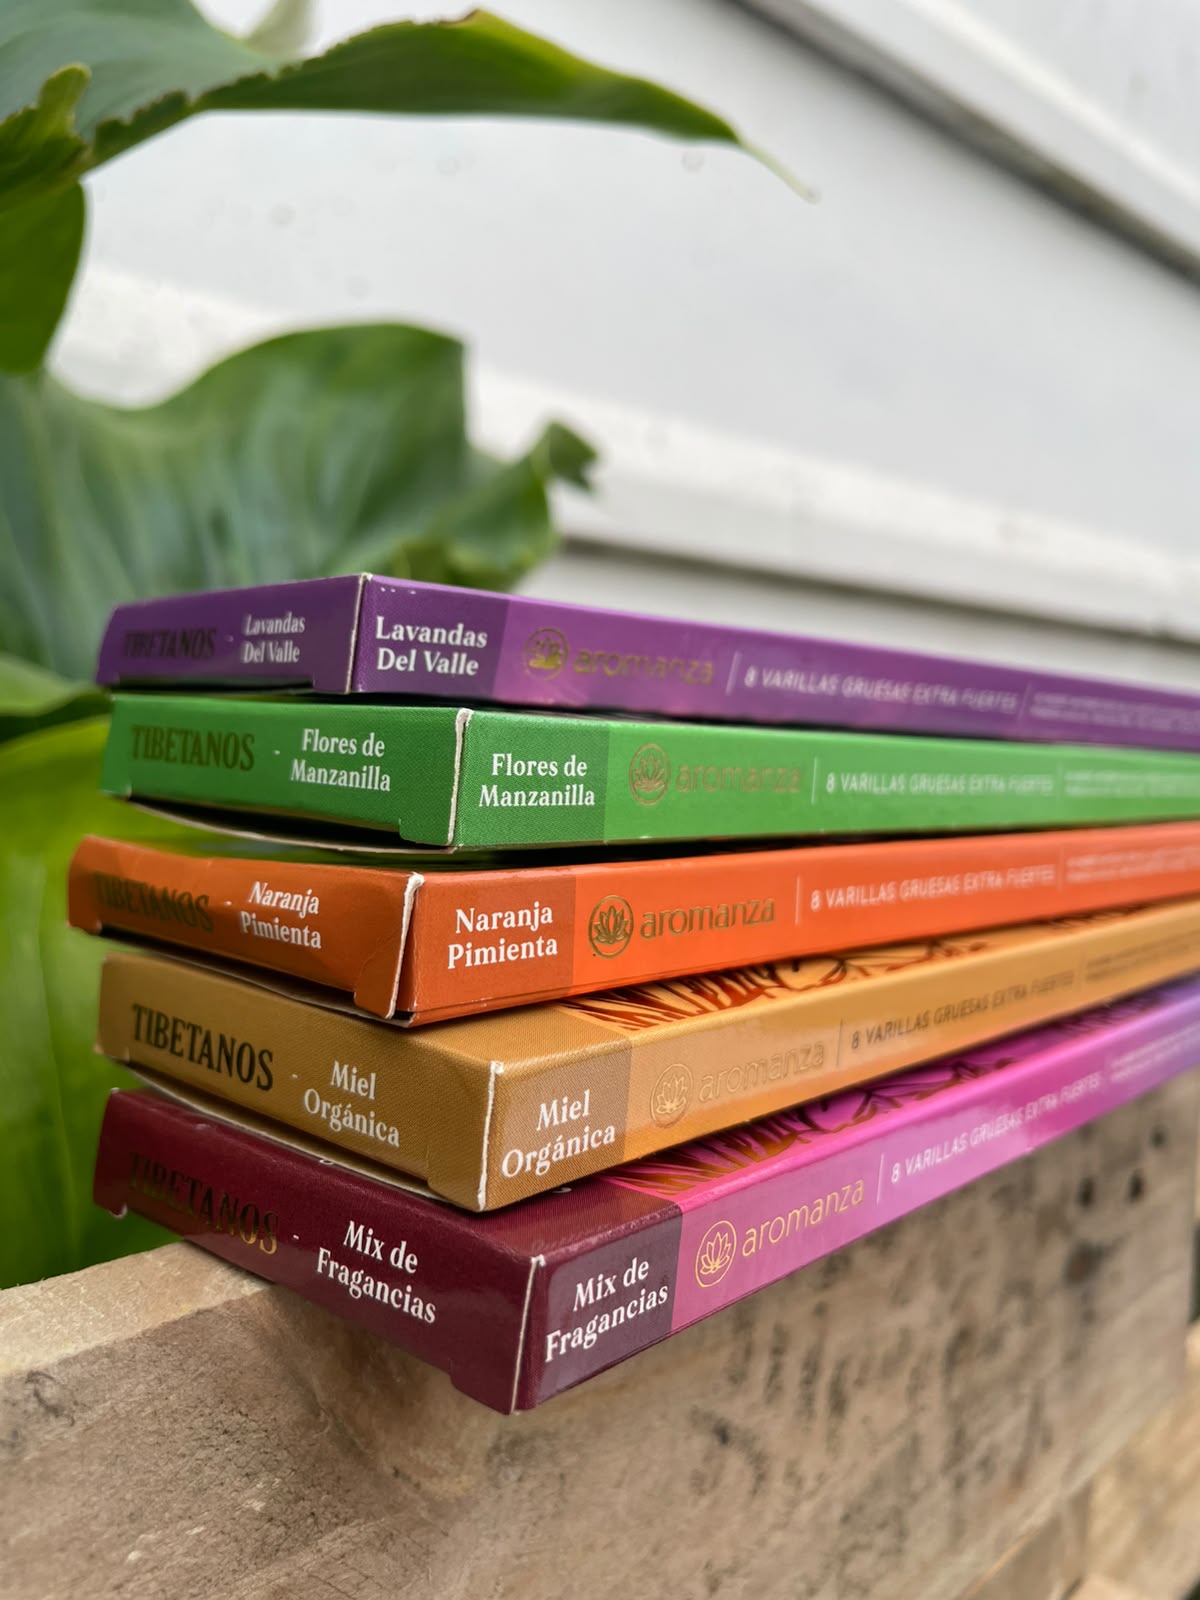 TIBETANOS - Lavandas
Del Valle
Lavandas
Del Valle
aromanza
8 VARILLAS GRUESAS EXTRA FUERTES
TIBETANOS - Flores de
Manzanilla
Flores de
Manzanilla
aromanza
8 VARILLAS GRUESAS EXTRA FUERTES
TIBETANOS - Naranja
Pimienta
Naranja
Pimienta
aromanza
8 VARILLAS GRUESAS EXTRA FUERTES
TIBETANOS - Miel
Orgánica
Miel
Orgánica
aromanza
8 VARILLAS GRUESAS EXTRA FUERTES
TIBETANOS - Mix de
Fragancias
Mix de
Fragancias
aromanza
8 VARILLAS GRUESAS EXTRA FUERTES